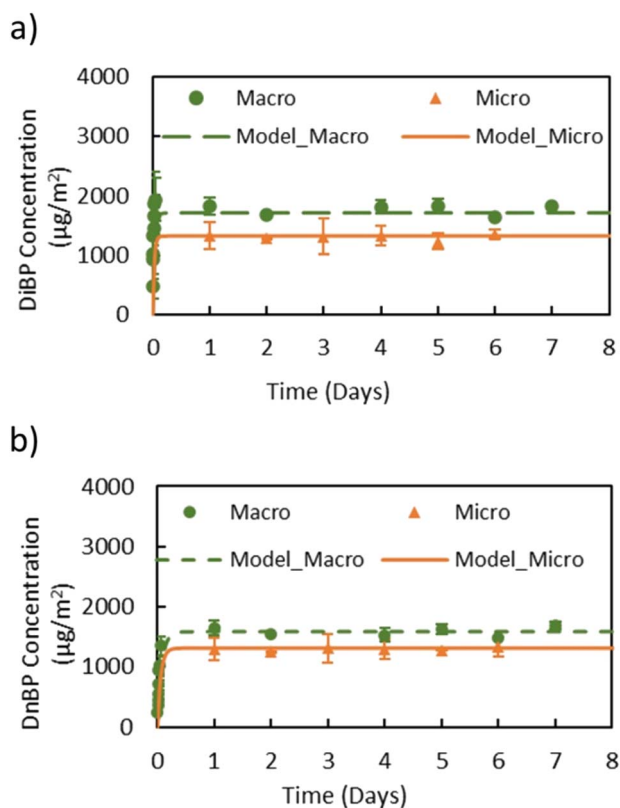 a)
4000
Macro
Micro
3000
Model_Macro
Model_Micro
2000
1000
0
DiBP Concentration
(µg/m²)
0 1 2 3 4 5 6 7 8
Time (Days)
b)
4000
Macro
Micro
3000
Model_Macro
Model_Micro
2000
1000
0
DnBP Concentration
(µg/m²)
0 1 2 3 4 5 6 7 8
Time (Days)